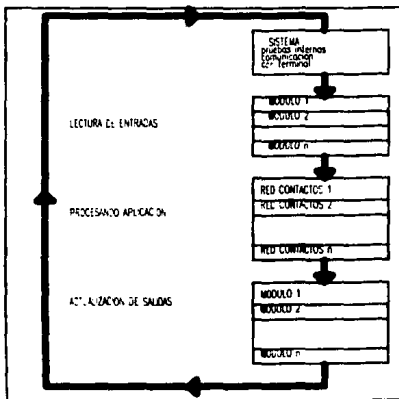 SISTEMA
pruebas internas
comunicación
con terminal
LECTURA DE ENTRADAS
MODULO 1
MODULO 2
MODULO n
PROCESANDO APLICACION
RED CONTACTOS 1
RED CONTACTOS 2
RED CONTACTOS n
ACTUALIZACION DE SALIDAS
MODULO 1
MODULO 2
MODULO n